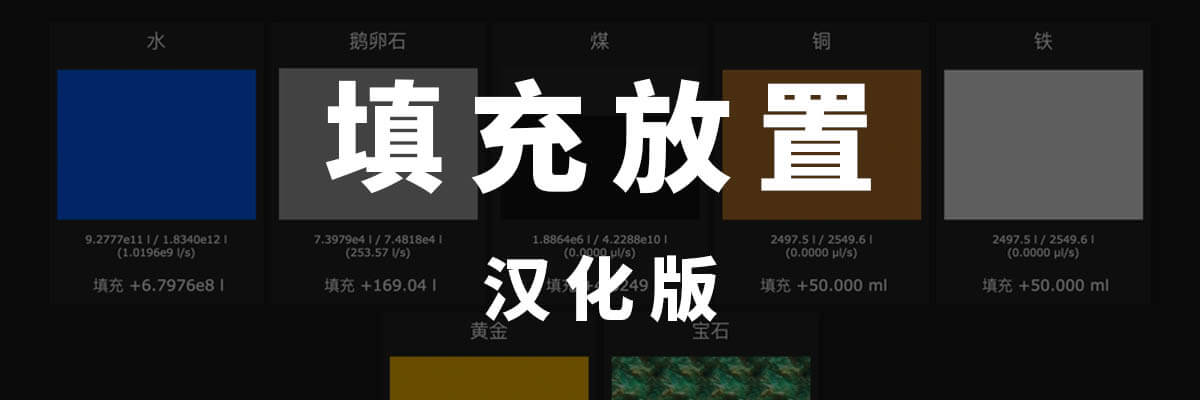 水 鹅卵石 煤 铜 铁
填充放置
9.2777e11 l / 1.8340e12 l 7.3979e4 l / 7.4818e4 l 1.8864e6 l / 4.2288e10 l 2497.5 l / 2549.6 l 2497.5 l / 2549.6 l
(1.0196e9 l/s) (253.57 l/s) (0.0000 μl/s) (0.0000 μl/s) (0.0000 μl/s)
填充 +6.7976e8 l 填充 +169.04 l 填充 +50.000 ml 填充 +50.000 ml
汉化版
黄金 宝石